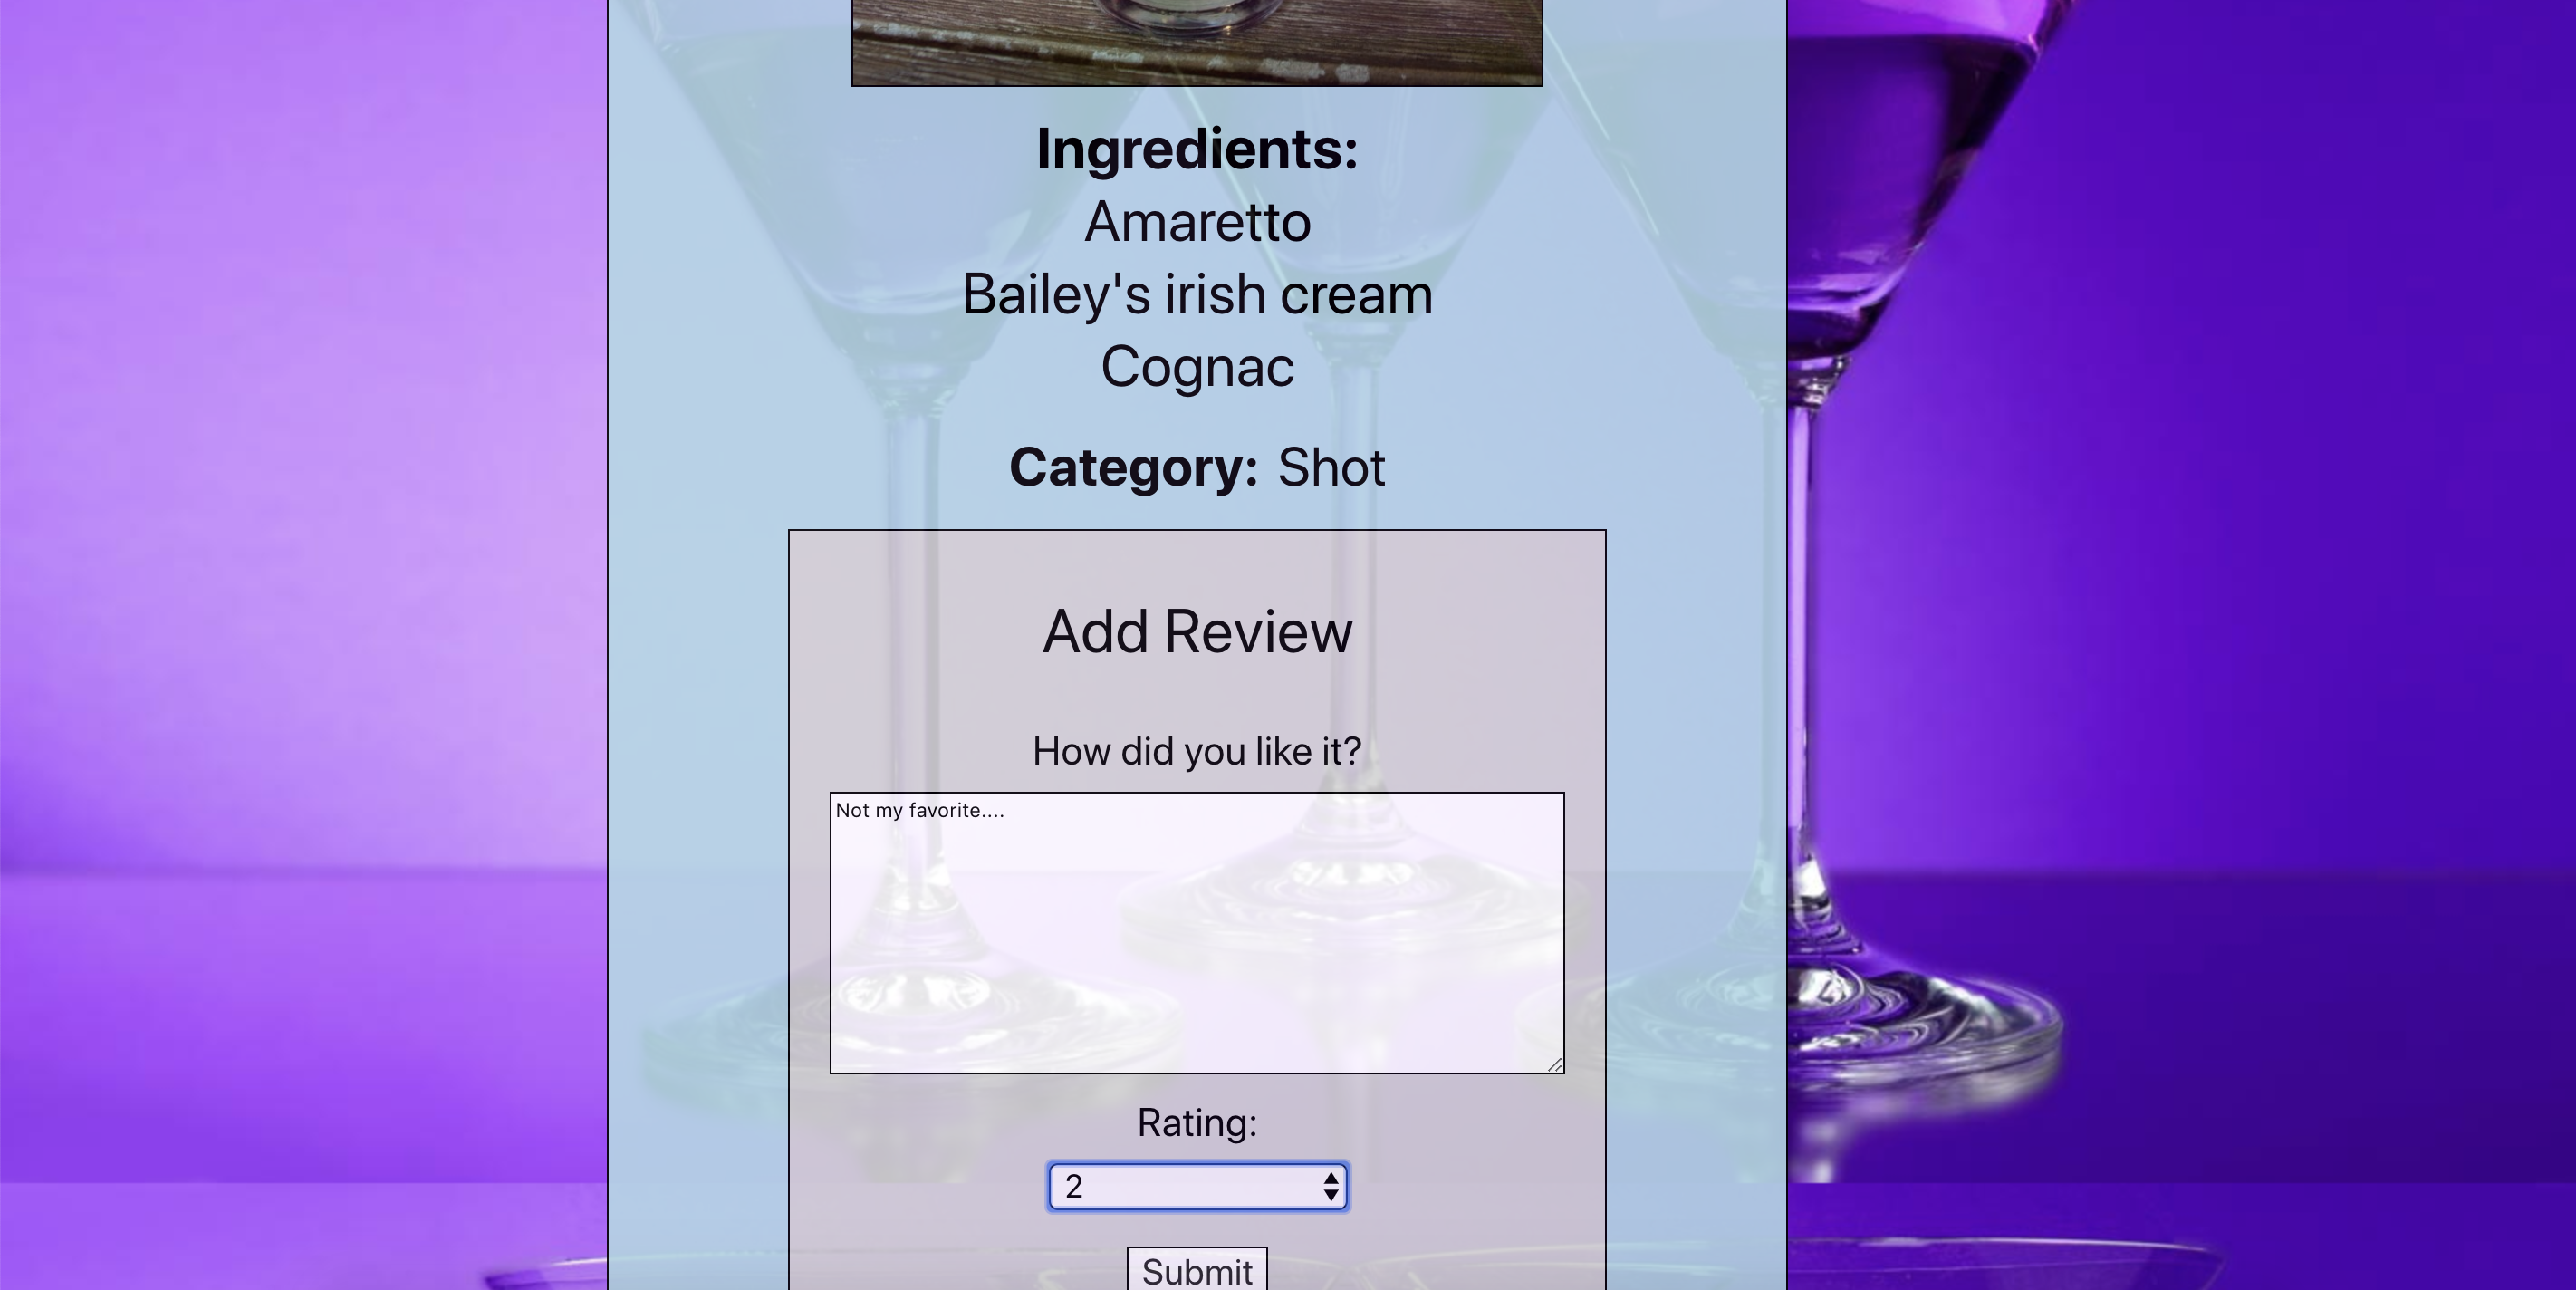 Ingredients:
Amaretto
Bailey's irish cream
Cognac
Category: Shot
Add Review
How did you like it?
Not my favorite....
Rating:
2
Submit